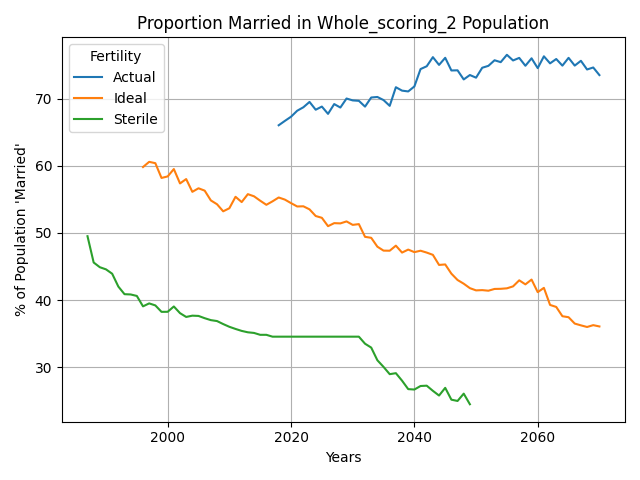 Proportion Married in Whole_scoring_2 Population
Fertility
Actual
Ideal
Sterile
% of Population 'Married'
70
60
50
40
30
2000
2020
2040
2060
Years